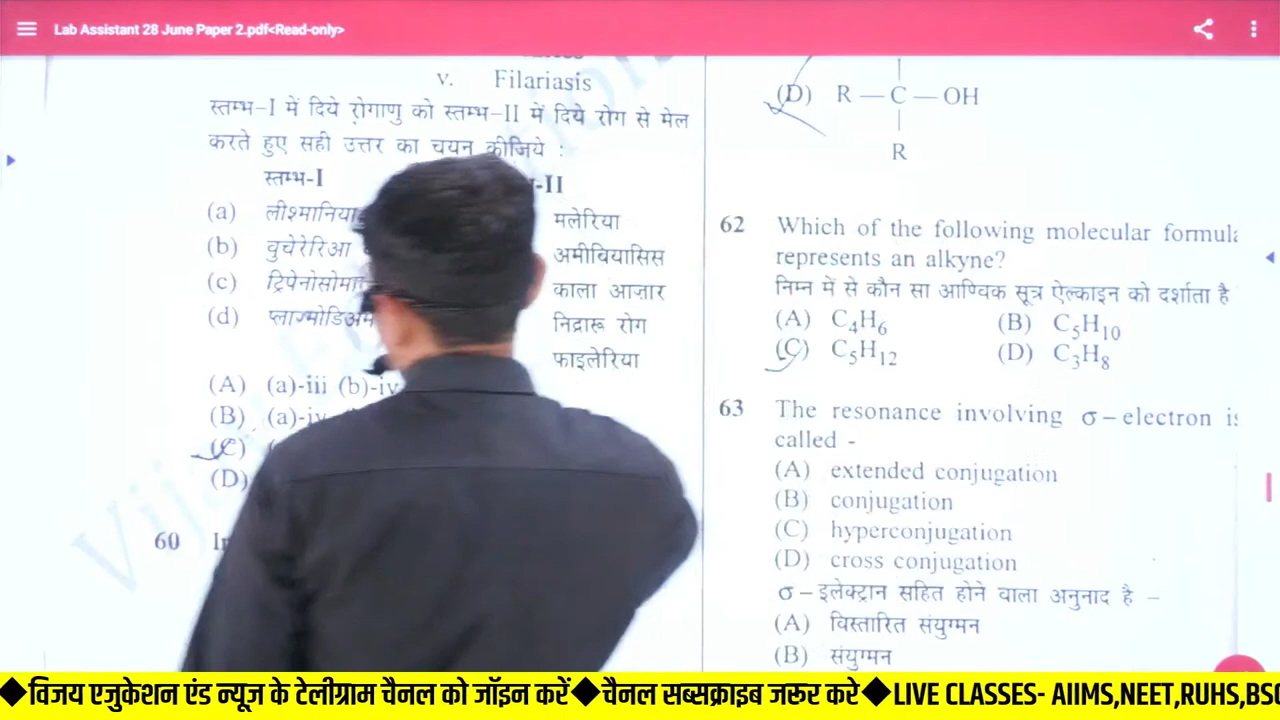 Lab Assistant 28 June Paper 2.pdf<Read-only>
v. Filariasis
स्तम्भ-I में दिये रोगाणु को स्तम्भ-II में दिये रोग से मेल
करते हुए सही उत्तर का चयन कीजिये :
स्तम्भ-I
-II
(a) लीश्मानिया
मलेरिया
(b) वुचेरेरिआ
अमीबियासिस
(c) ट्रिपेनोसोमा
काला आज़ार
(d) प्लाज्मोडिअम
निद्रारू रोग
फाइलेरिया
(A) (a)-iii (b)-iv
(B) (a)-iv
(C)
(D)
60
(D) R — C — OH
R
62 Which of the following molecular formula
represents an alkyne?
निम्न में से कौन सा आण्विक सूत्र ऐल्काइन को दर्शाता है
(A) C₄H₆ (B) C₅H₁₀
(C) C₅H₁₂ (D) C₃H₈
63 The resonance involving σ – electron is
called -
(A) extended conjugation
(B) conjugation
(C) hyperconjugation
(D) cross conjugation
σ – इलेक्ट्रान सहित होने वाला अनुनाद है –
(A) विस्तारित संयुग्मन
(B) संयुग्मन
◆विजय एजुकेशन एंड न्यूज के टेलीग्राम चैनल को जॉइन करें◆चैनल सब्सक्राइब जरूर करे◆LIVE CLASSES- AIIMS,NEET,RUHS,BSC